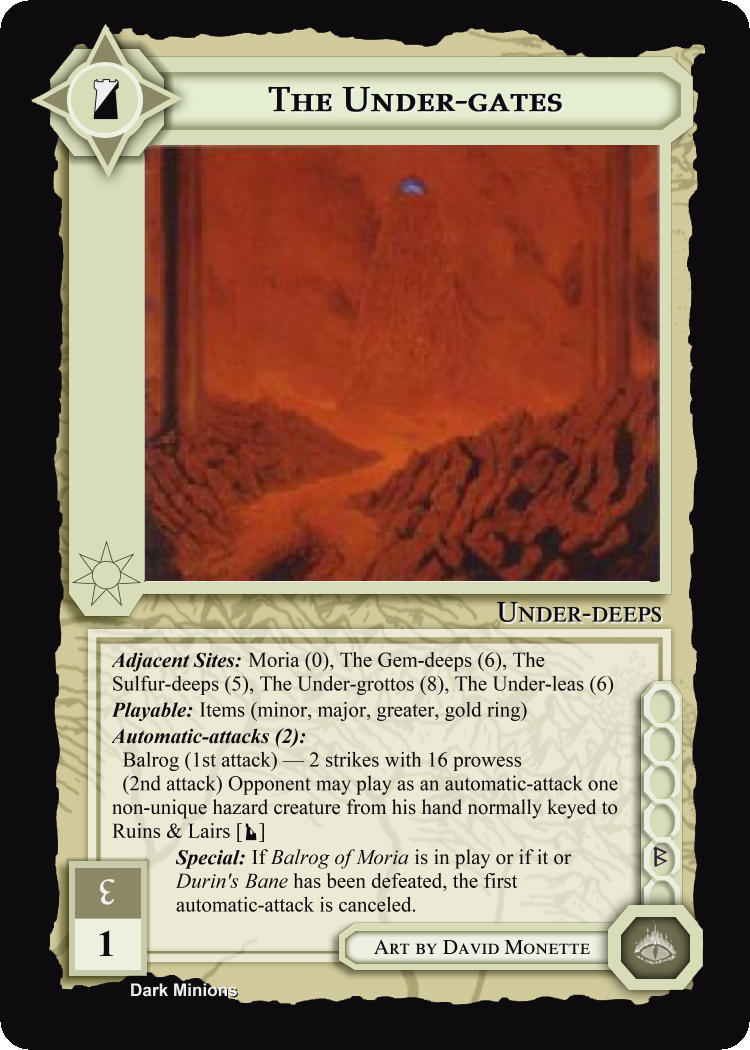 The Under-gates
Under-deeps
Adjacent Sites: Moria (0), The Gem-deeps (6), The
Sulfur-deeps (5), The Under-grottos (8), The Under-leas (6)
Playable: Items (minor, major, greater, gold ring)
Automatic-attacks (2):
Balrog (1st attack) — 2 strikes with 16 prowess
(2nd attack) Opponent may play as an automatic-attack one
non-unique hazard creature from his hand normally keyed to
Ruins & Lairs []
Special: If Balrog of Moria is in play or if it or
Durin's Bane has been defeated, the first
automatic-attack is canceled.
1
Art by David Monette
Dark Minions